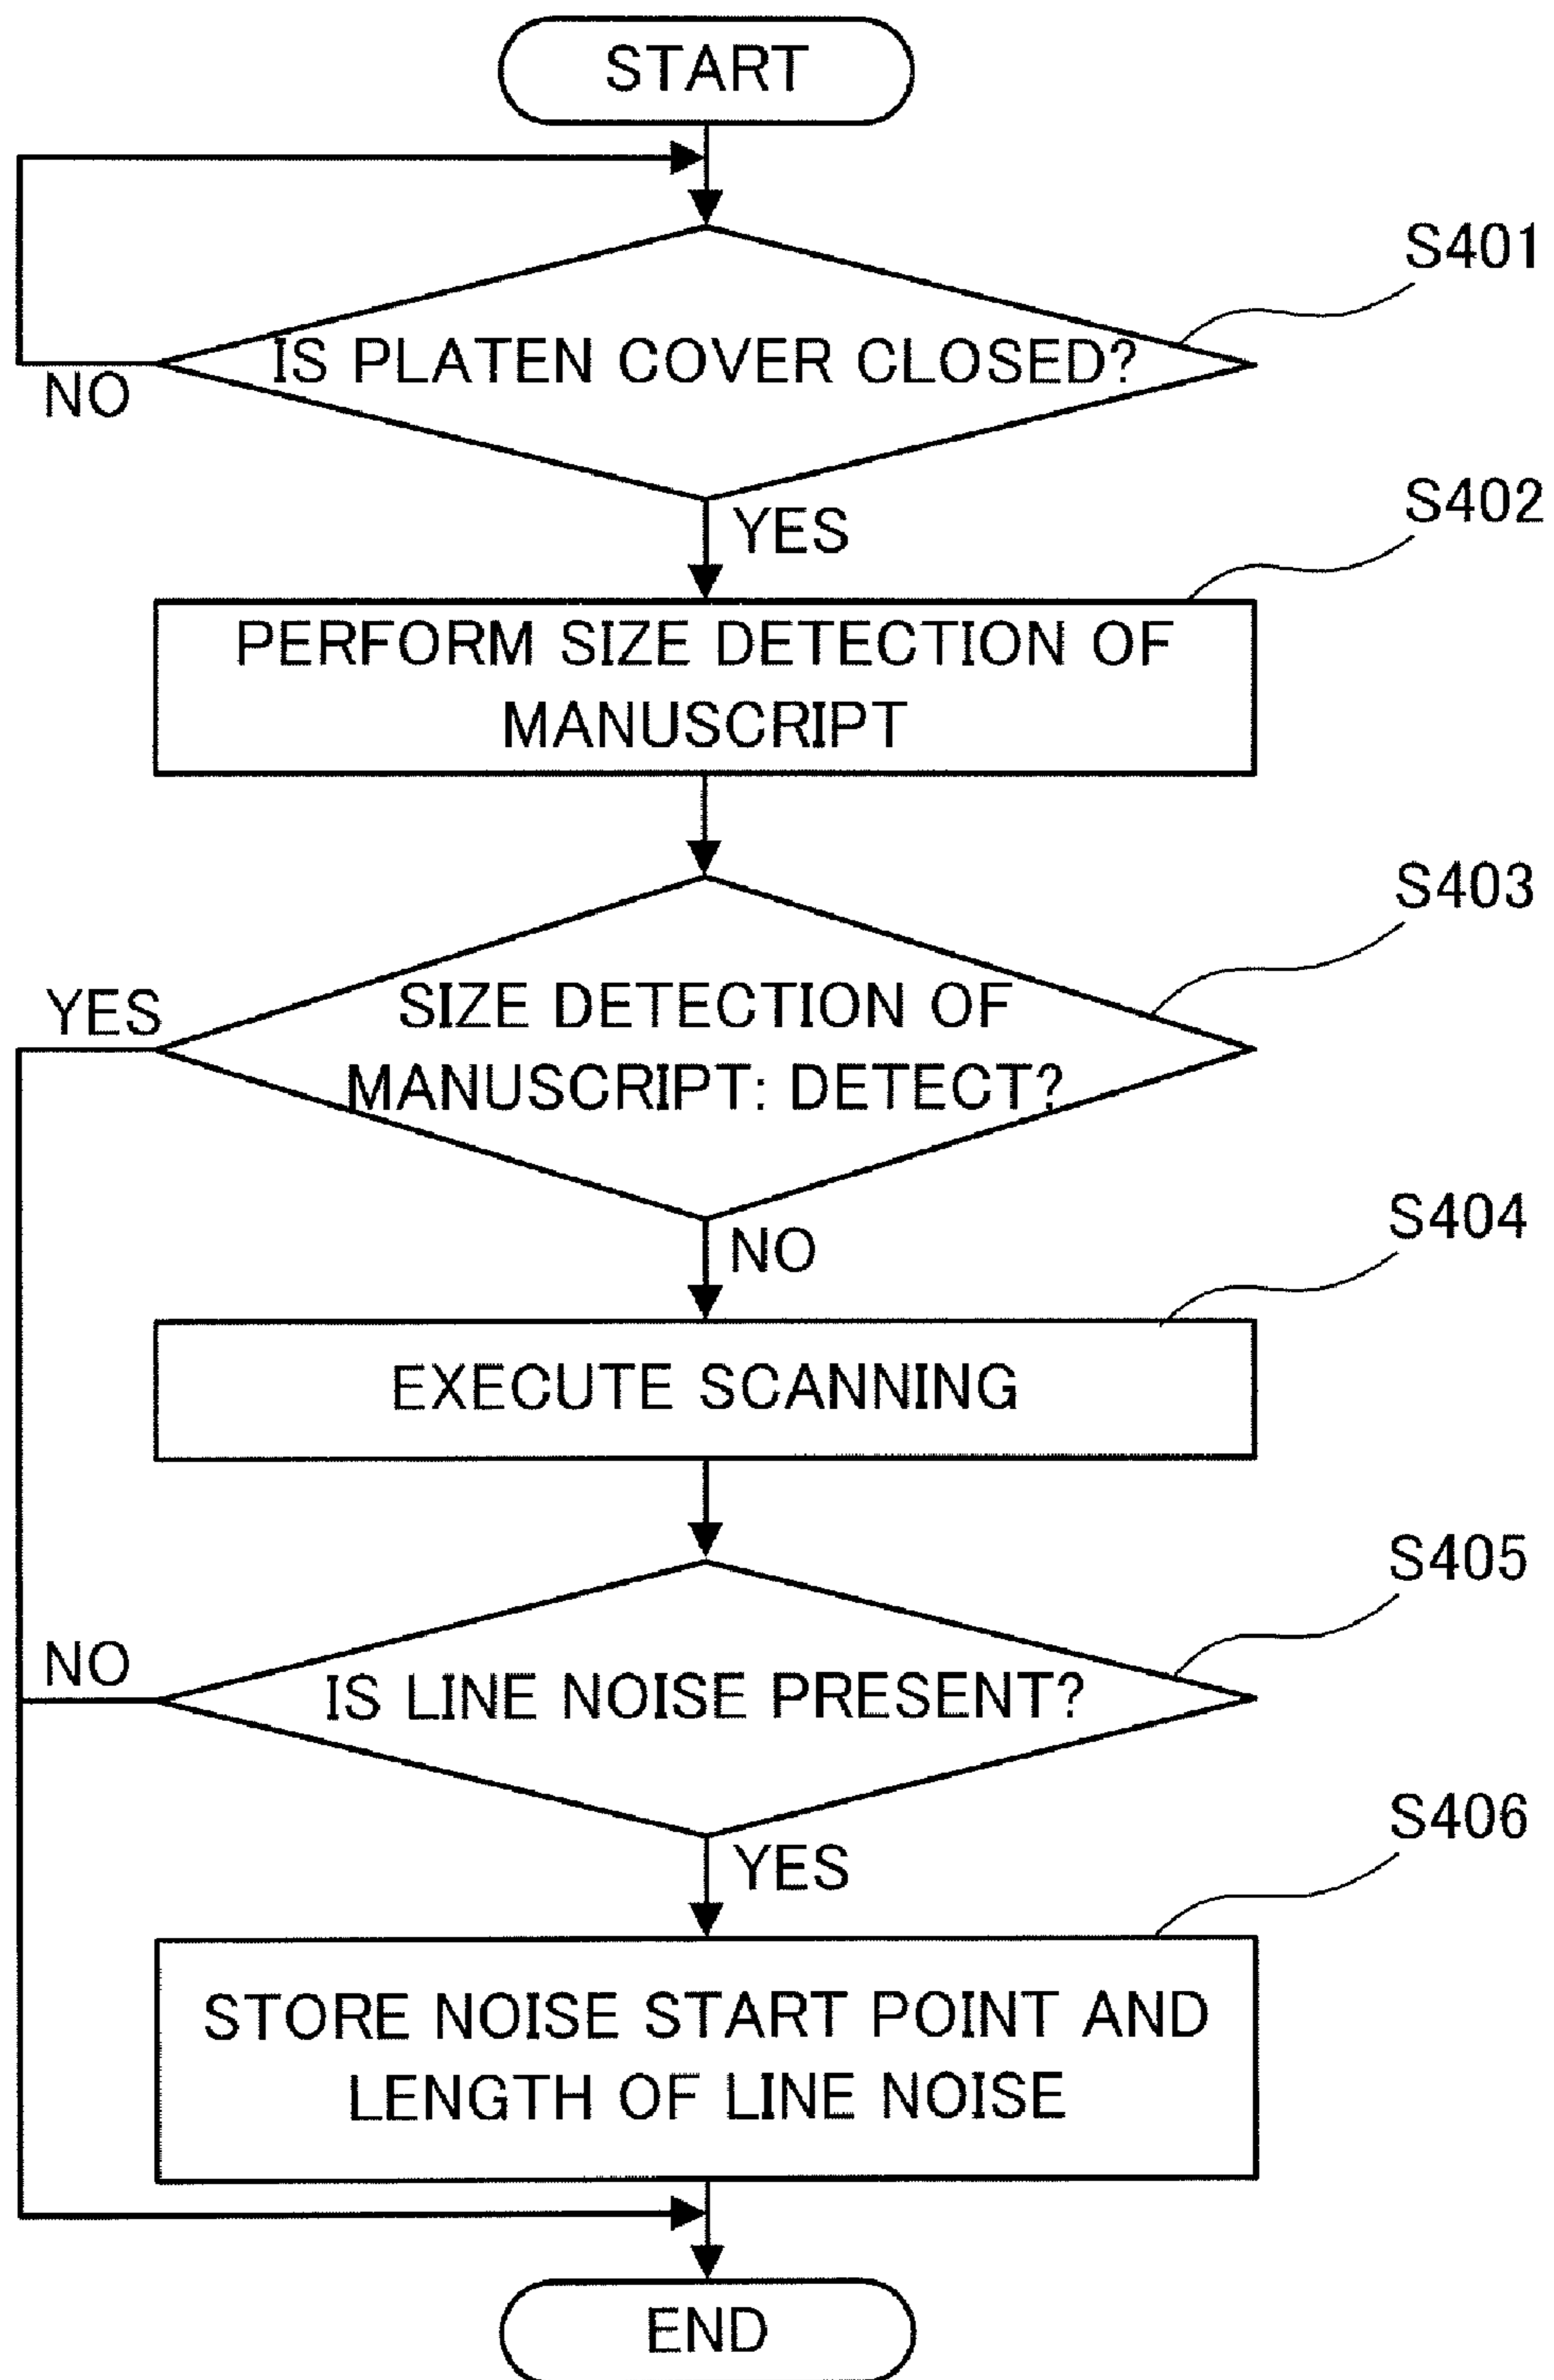 START
S401
IS PLATEN COVER CLOSED?
NO
YES
S402
PERFORM SIZE DETECTION OF
MANUSCRIPT
S403
YES
SIZE DETECTION OF
MANUSCRIPT: DETECT?
NO
S404
EXECUTE SCANNING
S405
NO
IS LINE NOISE PRESENT?
YES
S406
STORE NOISE START POINT AND
LENGTH OF LINE NOISE
END